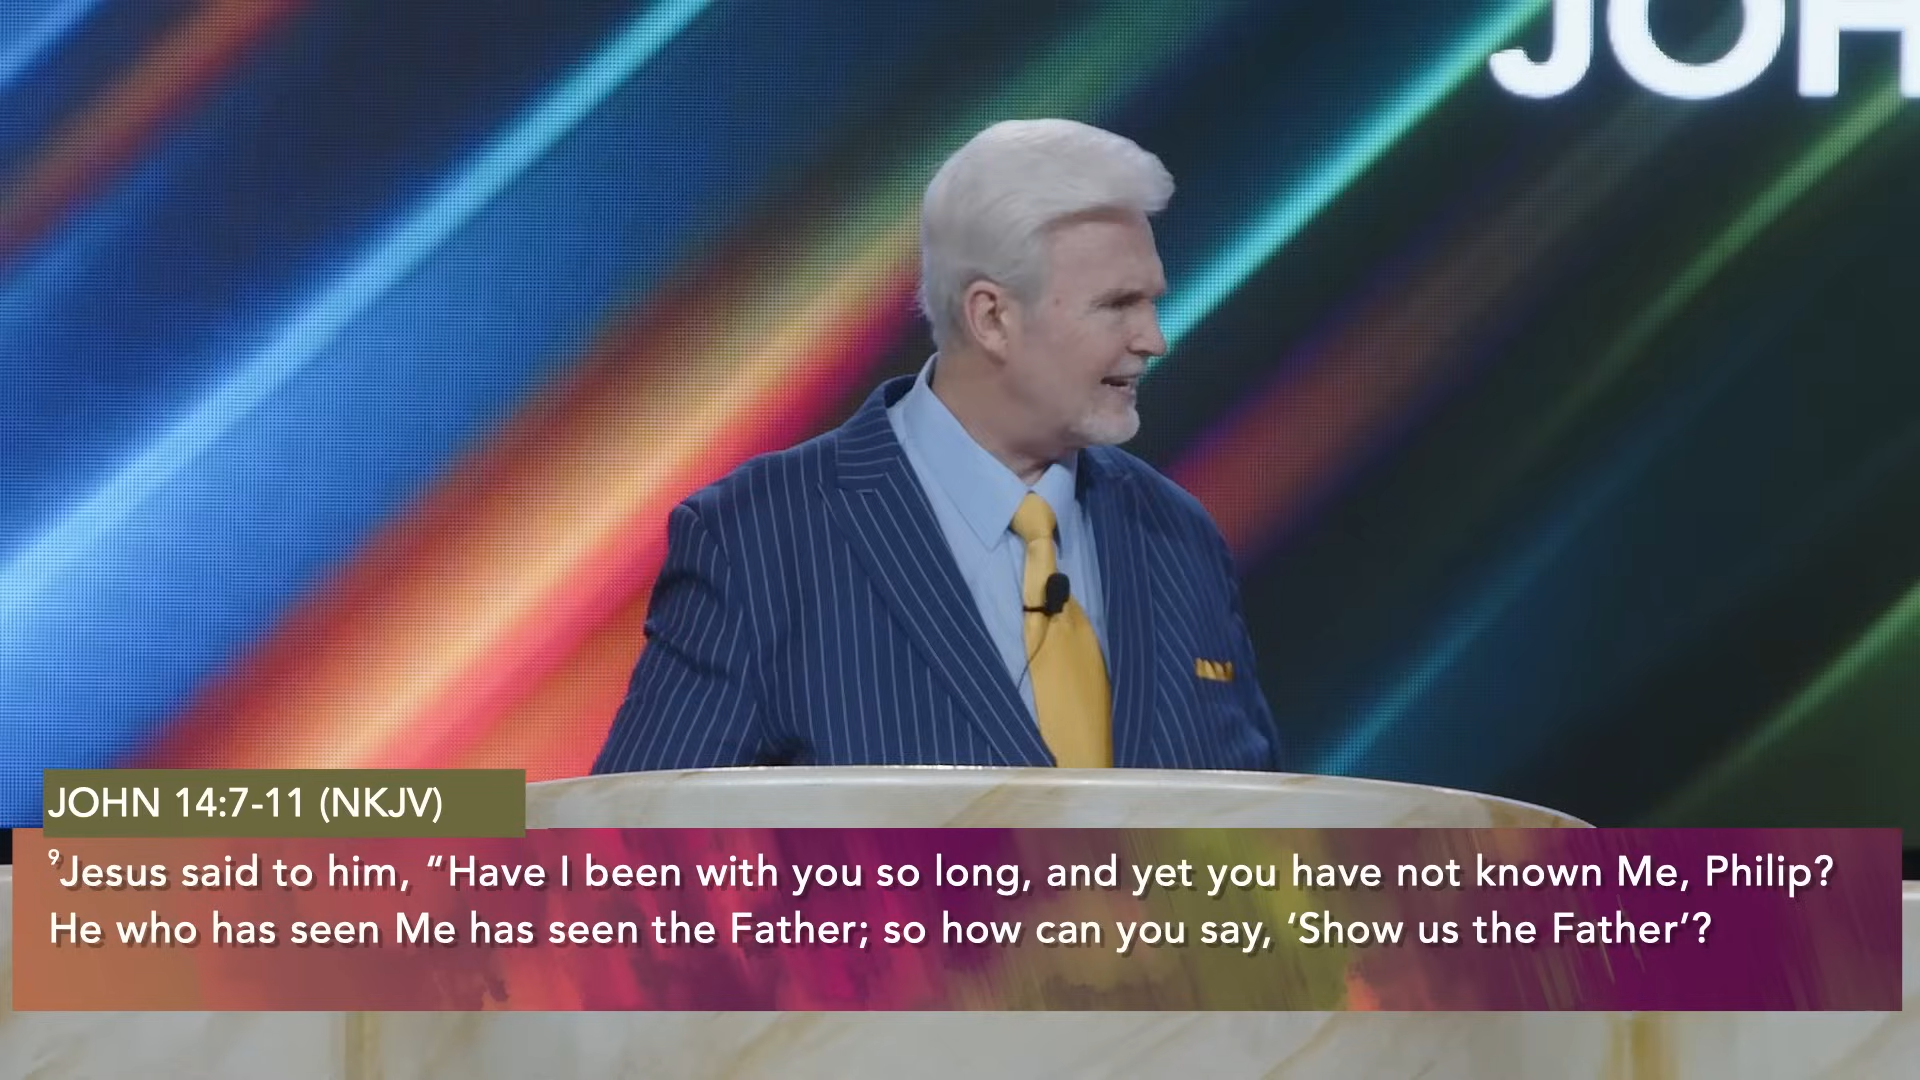 JOH
JOHN 14:7-11 (NKJV)
⁹Jesus said to him, “Have I been with you so long, and yet you have not known Me, Philip?
He who has seen Me has seen the Father; so how can you say, ‘Show us the Father’?